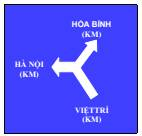 HÒA BÌNH
(KM)
HÀ NỘI
(KM)
VIỆTTRÌ
(KM)